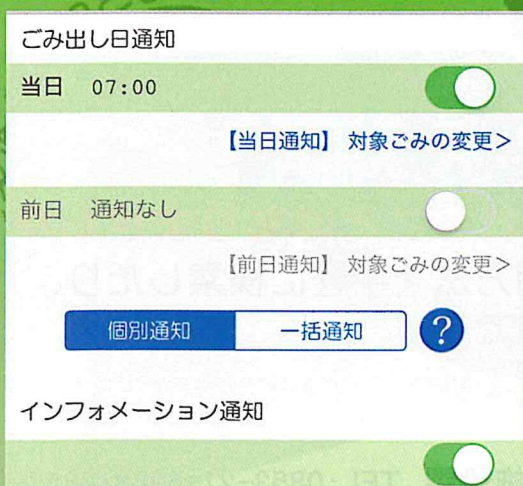 ごみ出し日通知
当日 07:00
【当日通知】 対象ごみの変更>
前日 通知なし
【前日通知】 対象ごみの変更>
個別通知 一括通知 ?
インフォメーション通知